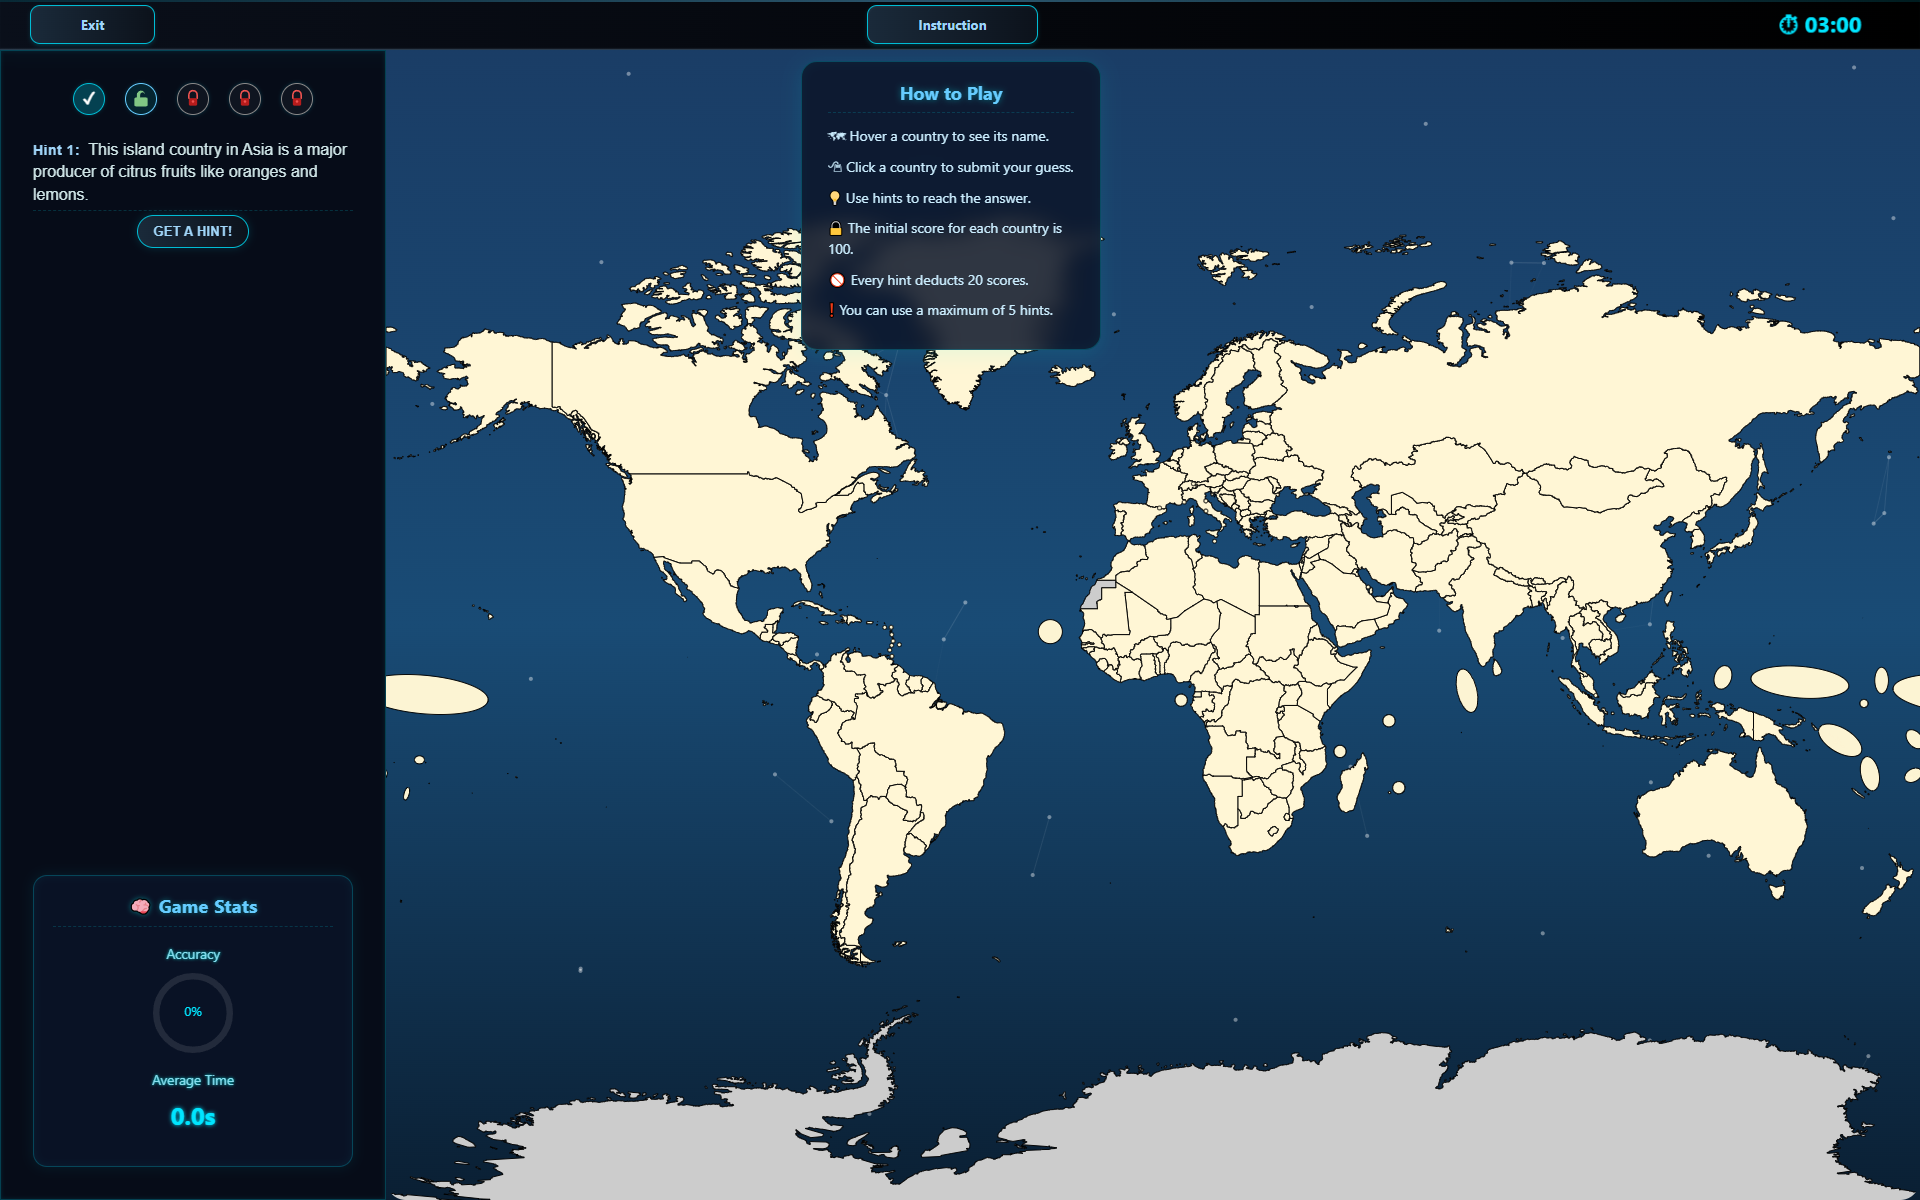 Exit
Instruction
03:00
Hint 1: This island country in Asia is a major
producer of citrus fruits like oranges and
lemons.
GET A HINT!
How to Play
Hover a country to see its name.
Click a country to submit your guess.
Use hints to reach the answer.
The initial score for each country is
100.
Every hint deducts 20 scores.
You can use a maximum of 5 hints.
Game Stats
Accuracy
0%
Average Time
0.0s